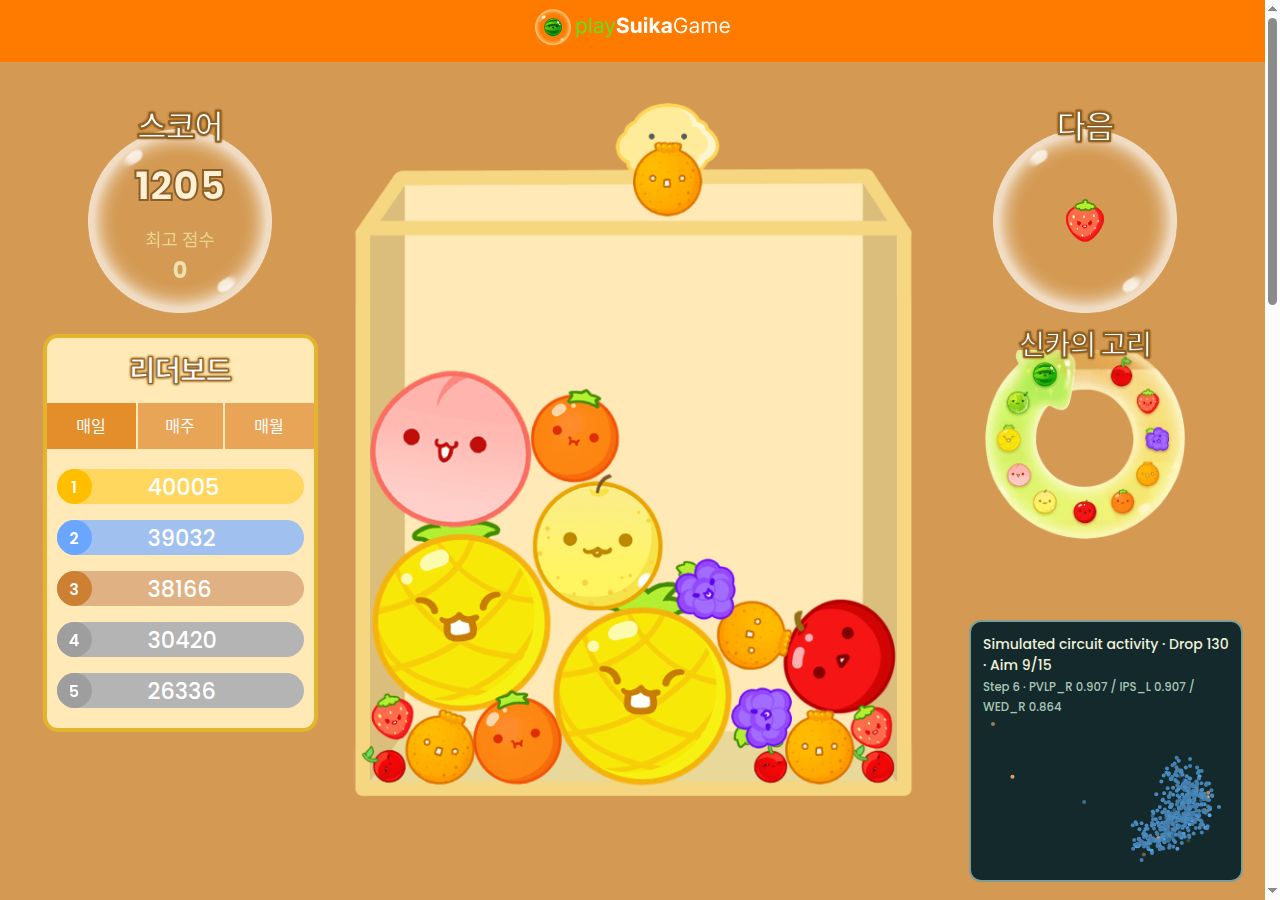 playSuikaGame
스코어
1205
최고 점수
0
리더보드
매일 매주 매월
1 40005
2 39032
3 38166
4 30420
5 26336
다음
신카의 고리
Simulated circuit activity · Drop 130
· Aim 9/15
Step 6 · PVLP_R 0.907 / IPS_L 0.907 /
WED_R 0.864